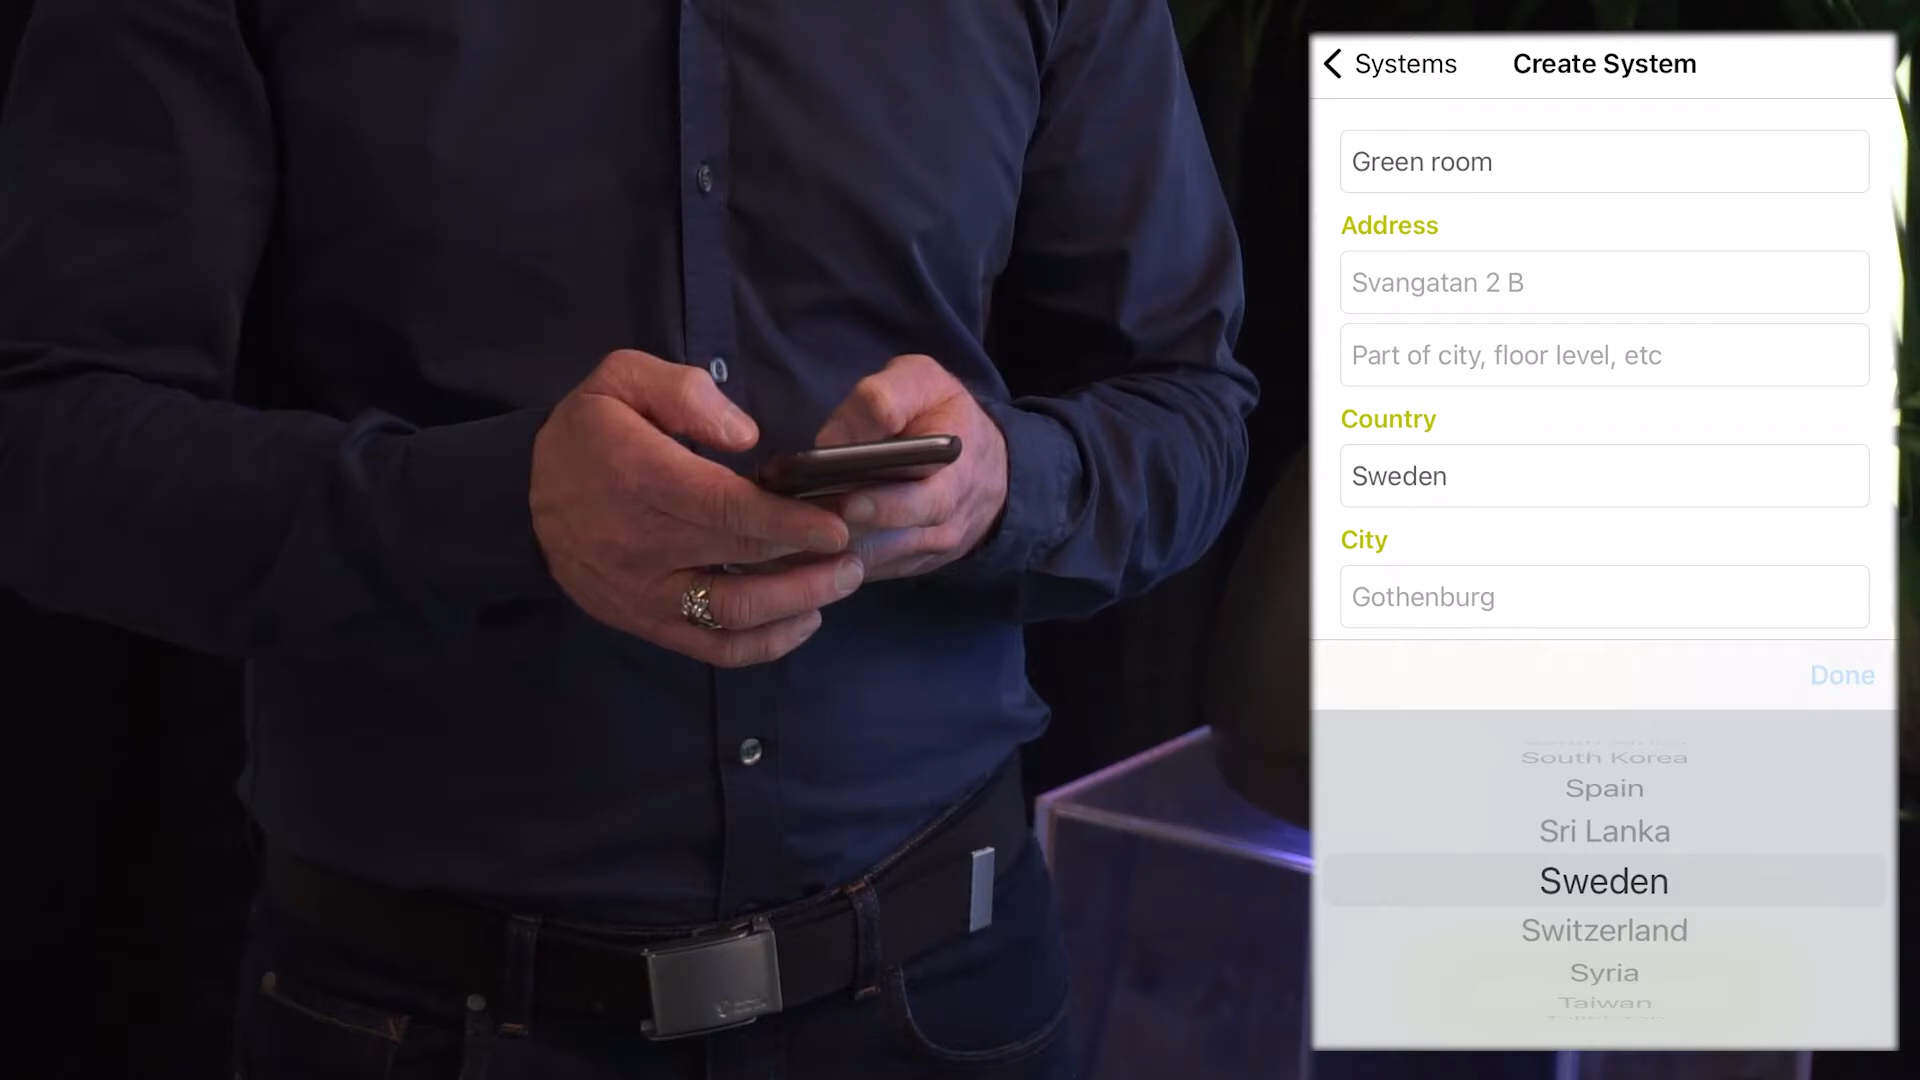 Systems
Create System
Green room
Address
Svangatan 2 B
Part of city, floor level, etc
Country
Sweden
City
Gothenburg
Done
South Korea
Spain
Sri Lanka
Sweden
Switzerland
Syria
Taiwan